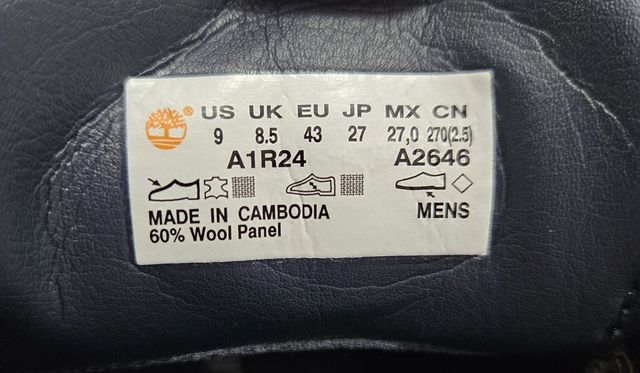 ® US UK EU JP MX CN
9 8.5 43 27 27,0 270(2.5)
A1R24 A2646
MADE IN CAMBODIA MENS
60% Wool Panel